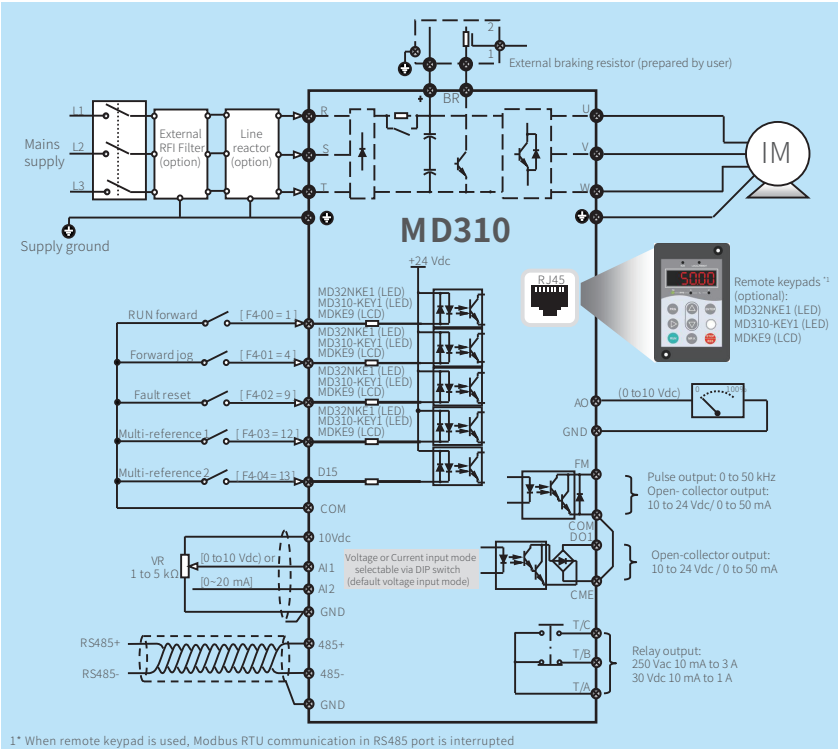 2
1
External braking resistor (prepared by user)
+
BR
L1
R
U
External
RFI Filter
(option)
Line
reactor
(option)
Mains
supply
L2
S
V
IM
L3
T
W
Supply ground
MD310
+24 Vdc
RJ45
50.00
Remote keypads *1
(optional):
MD32NKE1 (LED)
MD310-KEY1 (LED)
MDKE9 (LCD)
MD32NKE1 (LED)
MD310-KEY1 (LED)
MDKE9 (LCD)
RUN forward [ F4-00 = 1 ]
MD32NKE1 (LED)
MD310-KEY1 (LED)
MDKE9 (LCD)
Forward jog [ F4-01 = 4 ]
MD32NKE1 (LED)
MD310-KEY1 (LED)
MDKE9 (LCD)
Fault reset [ F4-02 = 9 ]
MD32NKE1 (LED)
MD310-KEY1 (LED)
MDKE9 (LCD)
Multi-reference 1 [ F4-03 = 12 ]
Multi-reference 2 [ F4-04 = 13 ] D15
COM
AO
(0 to10 Vdc)
0 100%
GND
FM
Pulse output: 0 to 50 kHz
Open- collector output:
10 to 24 Vdc/ 0 to 50 mA
COM
DO1
Open-collector output:
10 to 24 Vdc / 0 to 50 mA
CME
10Vdc
VR
1 to 5 kΩ
[0 to10 Vdc) or
AI1
[0~20 mA]
AI2
GND
Voltage or Current input mode
selectable via DIP switch
(default voltage input mode)
RS485+
485+
RS485-
485-
GND
T/C
T/B
T/A
Relay output:
250 Vac 10 mA to 3 A
30 Vdc 10 mA to 1 A
1* When remote keypad is used, Modbus RTU communication in RS485 port is interrupted